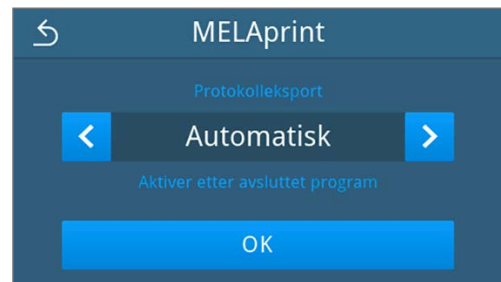 MELAprint
Protokolleksport
Automatisk
Aktiver etter avsluttet program
OK